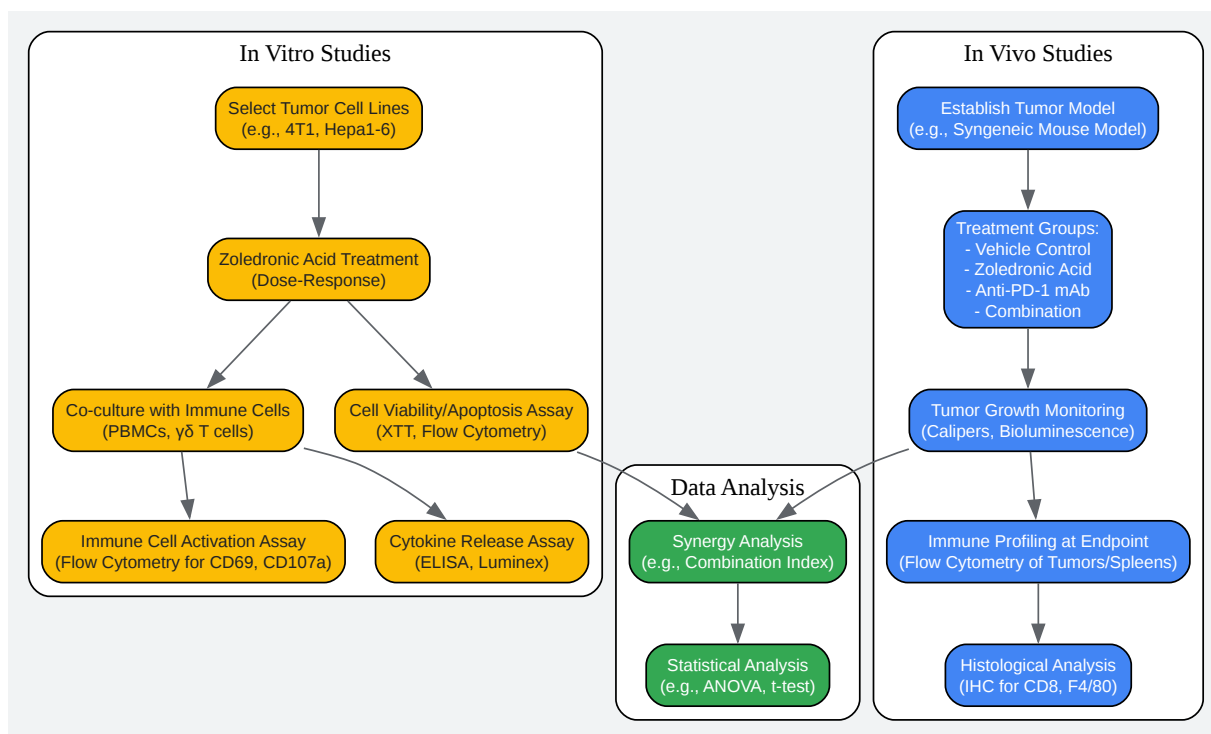 In Vitro Studies
Select Tumor Cell Lines
(e.g., 4T1, Hepa1-6)
Zoledronic Acid Treatment
(Dose-Response)
Co-culture with Immune Cells
(PBMCs, γδ T cells)
Cell Viability/Apoptosis Assay
(XTT, Flow Cytometry)
Immune Cell Activation Assay
(Flow Cytometry for CD69, CD107a)
Cytokine Release Assay
(ELISA, Luminex)
Data Analysis
Synergy Analysis
(e.g., Combination Index)
Statistical Analysis
(e.g., ANOVA, t-test)
In Vivo Studies
Establish Tumor Model
(e.g., Syngeneic Mouse Model)
Treatment Groups:
- Vehicle Control
- Zoledronic Acid
- Anti-PD-1 mAb
- Combination
Tumor Growth Monitoring
(Calipers, Bioluminescence)
Immune Profiling at Endpoint
(Flow Cytometry of Tumors/Spleens)
Histological Analysis
(IHC for CD8, F4/80)